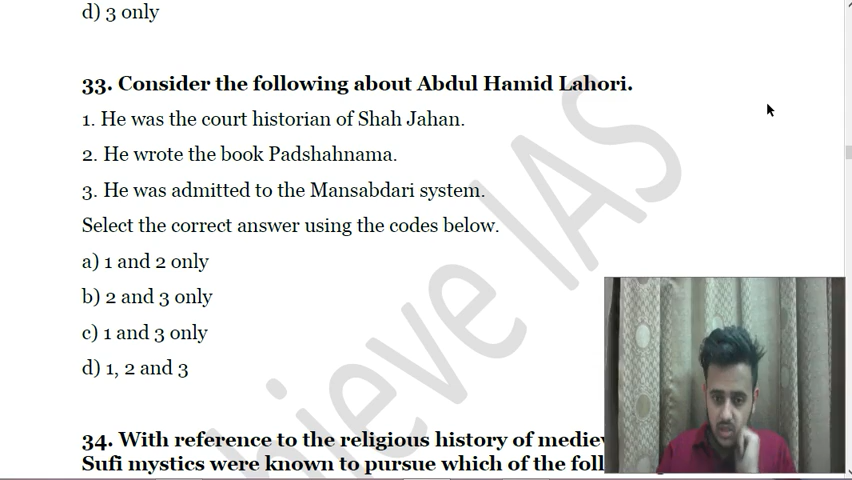 d) 3 only
33. Consider the following about Abdul Hamid Lahori.
1. He was the court historian of Shah Jahan.
2. He wrote the book Padshahnama.
3. He was admitted to the Mansabdari system.
Select the correct answer using the codes below.
a) 1 and 2 only
b) 2 and 3 only
c) 1 and 3 only
d) 1, 2 and 3
34. With reference to the religious history of
Sufi mystics were known to pursue which of the
hieve IAS